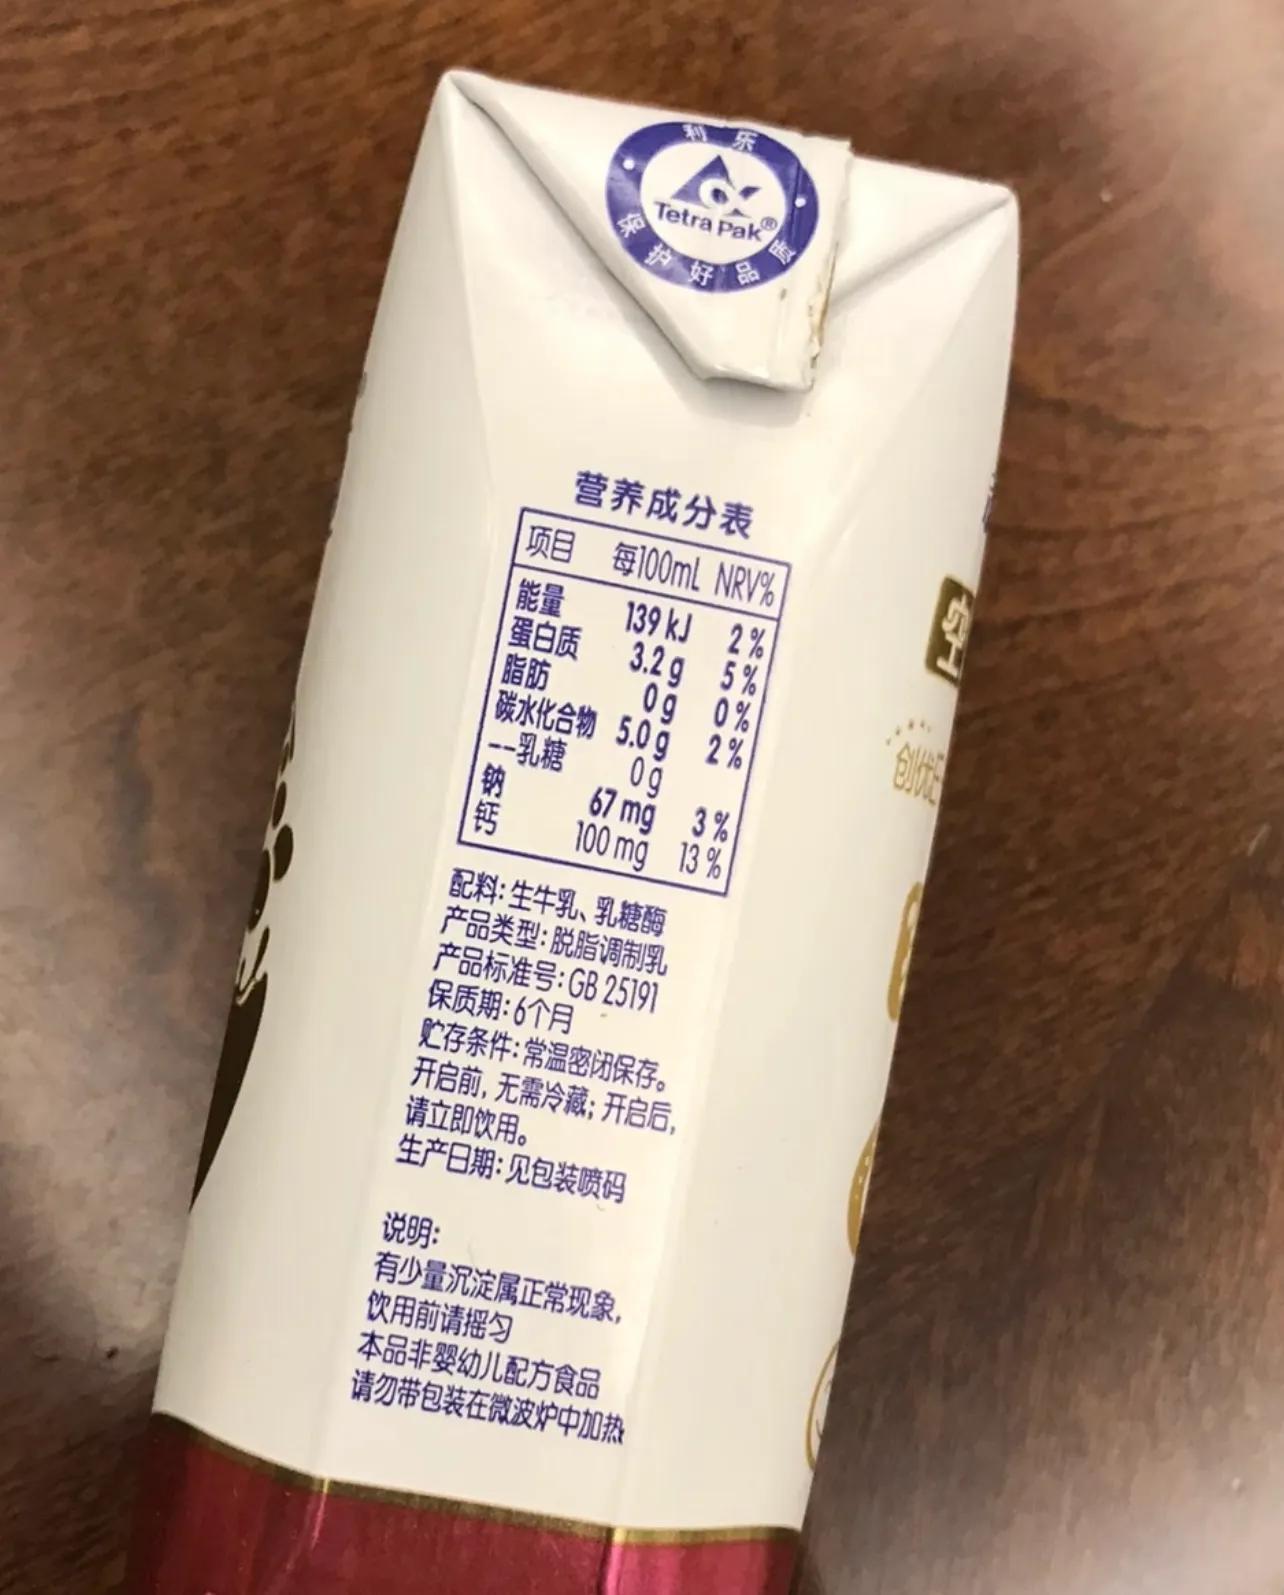 利乐
Tetra Pak®
保护好品质
营养成分表
项目 每100mL NRV%
能量 139 kJ 2%
蛋白质 3.2 g 5%
脂肪 0 g 0%
碳水化合物 5.0 g 2%
--乳糖 0 g
钠 67 mg 3%
钙 100 mg 13%
配料:生牛乳、乳糖酶
产品类型:脱脂调制乳
产品标准号:GB 25191
保质期:6个月
贮存条件:常温密闭保存。
开启前,无需冷藏;开启后,
请立即饮用。
生产日期:见包装喷码
说明:
有少量沉淀属正常现象,
饮用前请摇匀
本品非婴幼儿配方食品
请勿带包装在微波炉中加热
创优